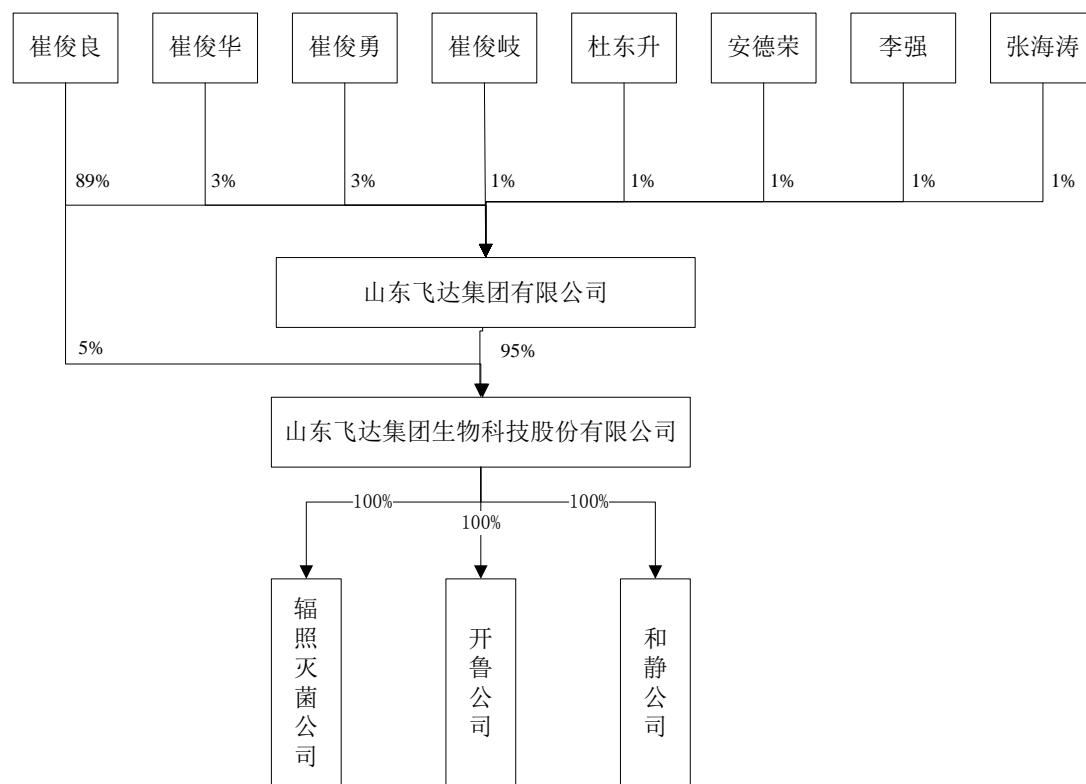 崔俊良
崔俊华
崔俊勇
崔俊岐
杜东升
安德荣
李强
张海涛
89%
3%
3%
1%
1%
1%
1%
1%
山东飞达集团有限公司
5%
95%
山东飞达集团生物科技股份有限公司
100%
100%
100%
辐照灭菌公司
开鲁公司
和静公司